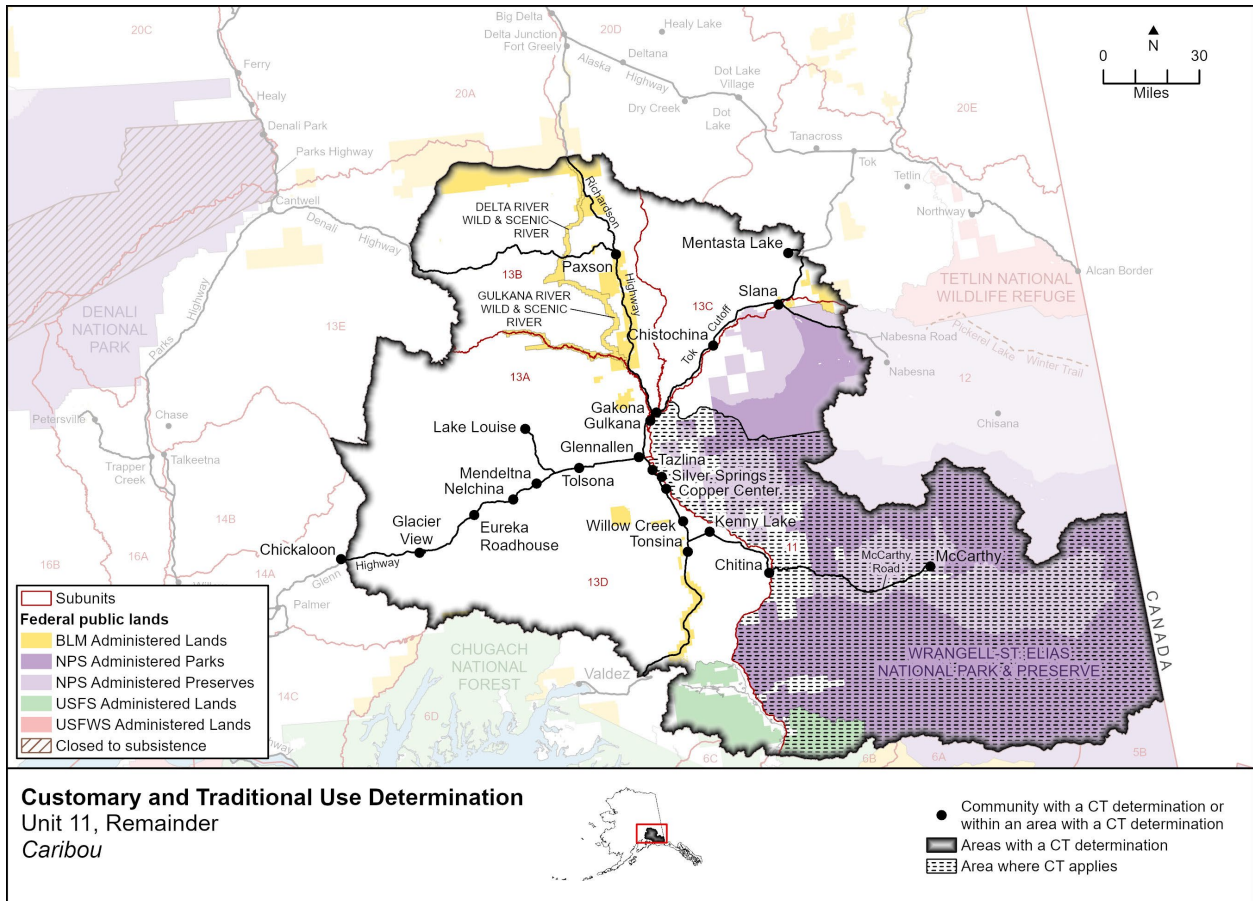 20C
Big Delta
Delta Junction
Fort Greely
20D
Healy Lake
Deltana
Alaska
Highway
Dot Lake
Village
Dry Creek
Dot
Lake
20E
Tanacross
Tok
Tetlin
Northway
Alcan Border
0
30
Miles
N
Ferry
Healy
20A
Denali Park
Parks Highway
Cantwell
Denali
Highway
DENALI
NATIONAL
PARK
13E
Parks
Highway
Richardson
Highway
DELTA RIVER
WILD & SCENIC
RIVER
Paxson
13B
GULKANA RIVER
WILD & SCENIC
RIVER
Mentasta Lake
Slana
13C
Chistochina
Tok
Cutoff
TETLIN NATIONAL
WILDLIFE REFUGE
Nabesna Road
Pickerel Lake
Winter Trail
Nabesna
12
Chisana
13A
Gakona
Gulkana
Lake Louise
Glennallen
Tazlina
Silver Springs
Copper Center
Mendeltna
Nelchina
Tolsona
Willow Creek
Tonsina
Kenny Lake
11
Glacier
View
Eureka
Roadhouse
Chickaloon
Glenn
Highway
Chitina
McCarthy
Road
McCarthy
13D
WRANGELL-ST. ELIAS
NATIONAL PARK & PRESERVE
CANADA
Petersville
Chase
Trapper
Creek
Talkeetna
16B
14B
16A
14A
Palmer
14C
CHUGACH
NATIONAL
FOREST
Valdez
6D
6C
6B
6A
5B
Subunits
Federal public lands
BLM Administered Lands
NPS Administered Parks
NPS Administered Preserves
USFS Administered Lands
USFWS Administered Lands
Closed to subsistence
Customary and Traditional Use Determination
Unit 11, Remainder
Caribou
Community with a CT determination or
within an area with a CT determination
Areas with a CT determination
Area where CT applies